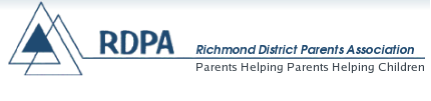 RDPA
Richmond District Parents Association
Parents Helping Parents Helping Children